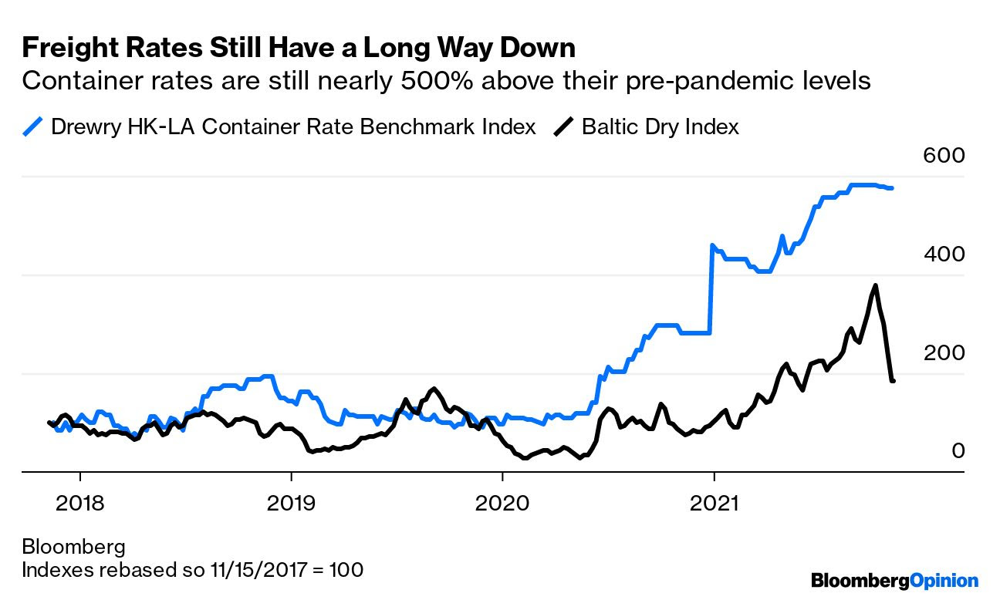 Freight Rates Still Have a Long Way Down
Container rates are still nearly 500% above their pre-pandemic levels
Drewry HK-LA Container Rate Benchmark Index Baltic Dry Index
600
400
200
0
2018 2019 2020 2021
Bloomberg
Indexes rebased so 11/15/2017 = 100
BloombergOpinion